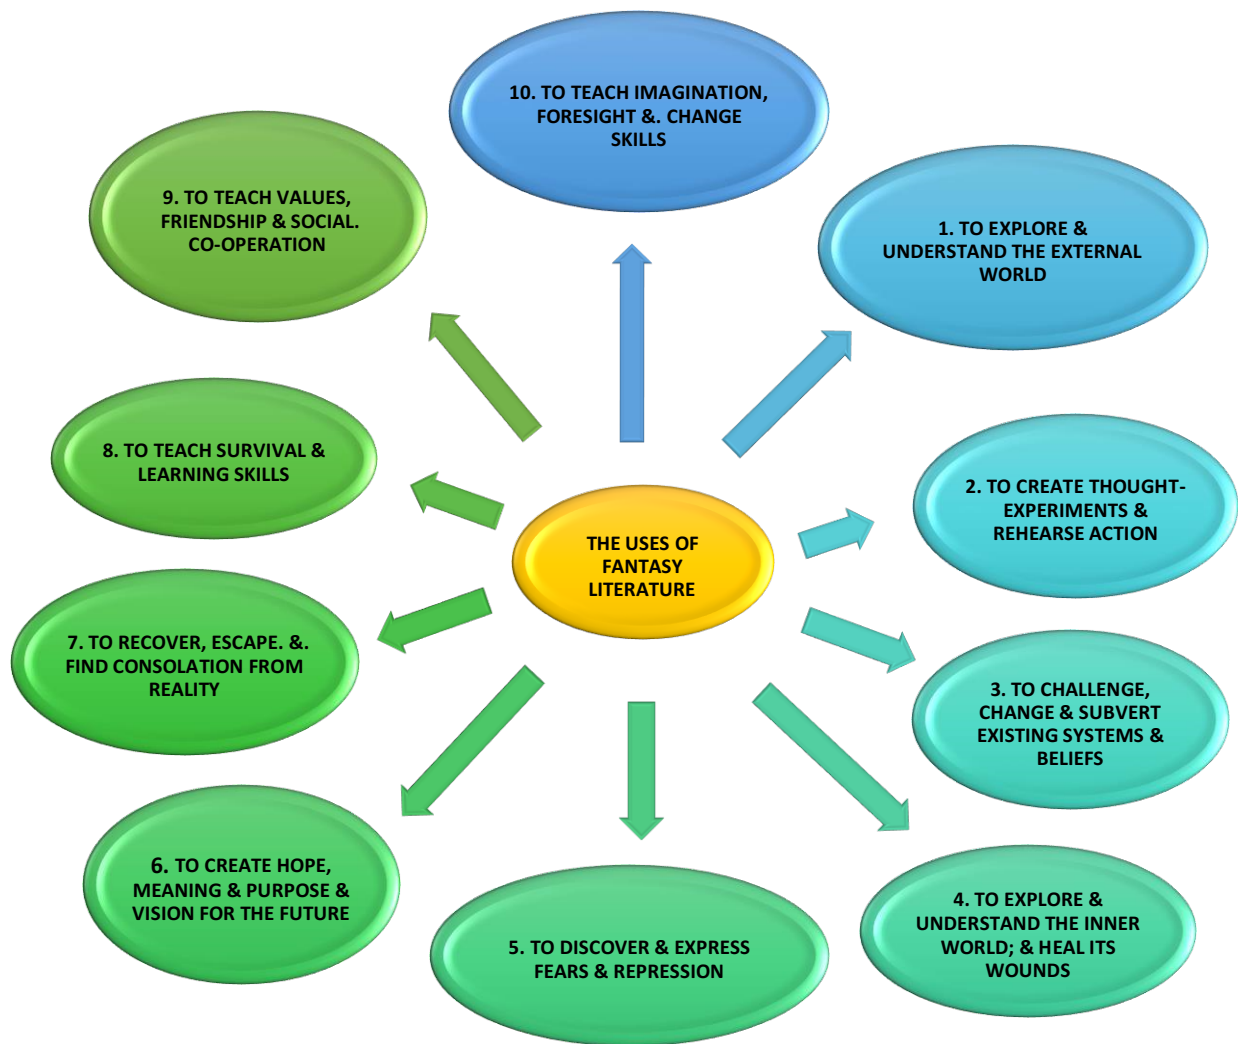 THE USES OF
FANTASY
LITERATURE
1. TO EXPLORE &
UNDERSTAND THE EXTERNAL
WORLD
2. TO CREATE THOUGHT-
EXPERIMENTS &
REHEARSE ACTION
3. TO CHALLENGE,
CHANGE & SUBVERT
EXISTING SYSTEMS &
BELIEFS
4. TO EXPLORE &
UNDERSTAND THE INNER
WORLD; & HEAL ITS
WOUNDS
5. TO DISCOVER & EXPRESS
FEARS & REPRESSION
6. TO CREATE HOPE,
MEANING & PURPOSE &
VISION FOR THE FUTURE
7. TO RECOVER, ESCAPE. &.
FIND CONSOLATION FROM
REALITY
8. TO TEACH SURVIVAL &
LEARNING SKILLS
9. TO TEACH VALUES,
FRIENDSHIP & SOCIAL.
CO-OPERATION
10. TO TEACH IMAGINATION,
FORESIGHT &. CHANGE
SKILLS